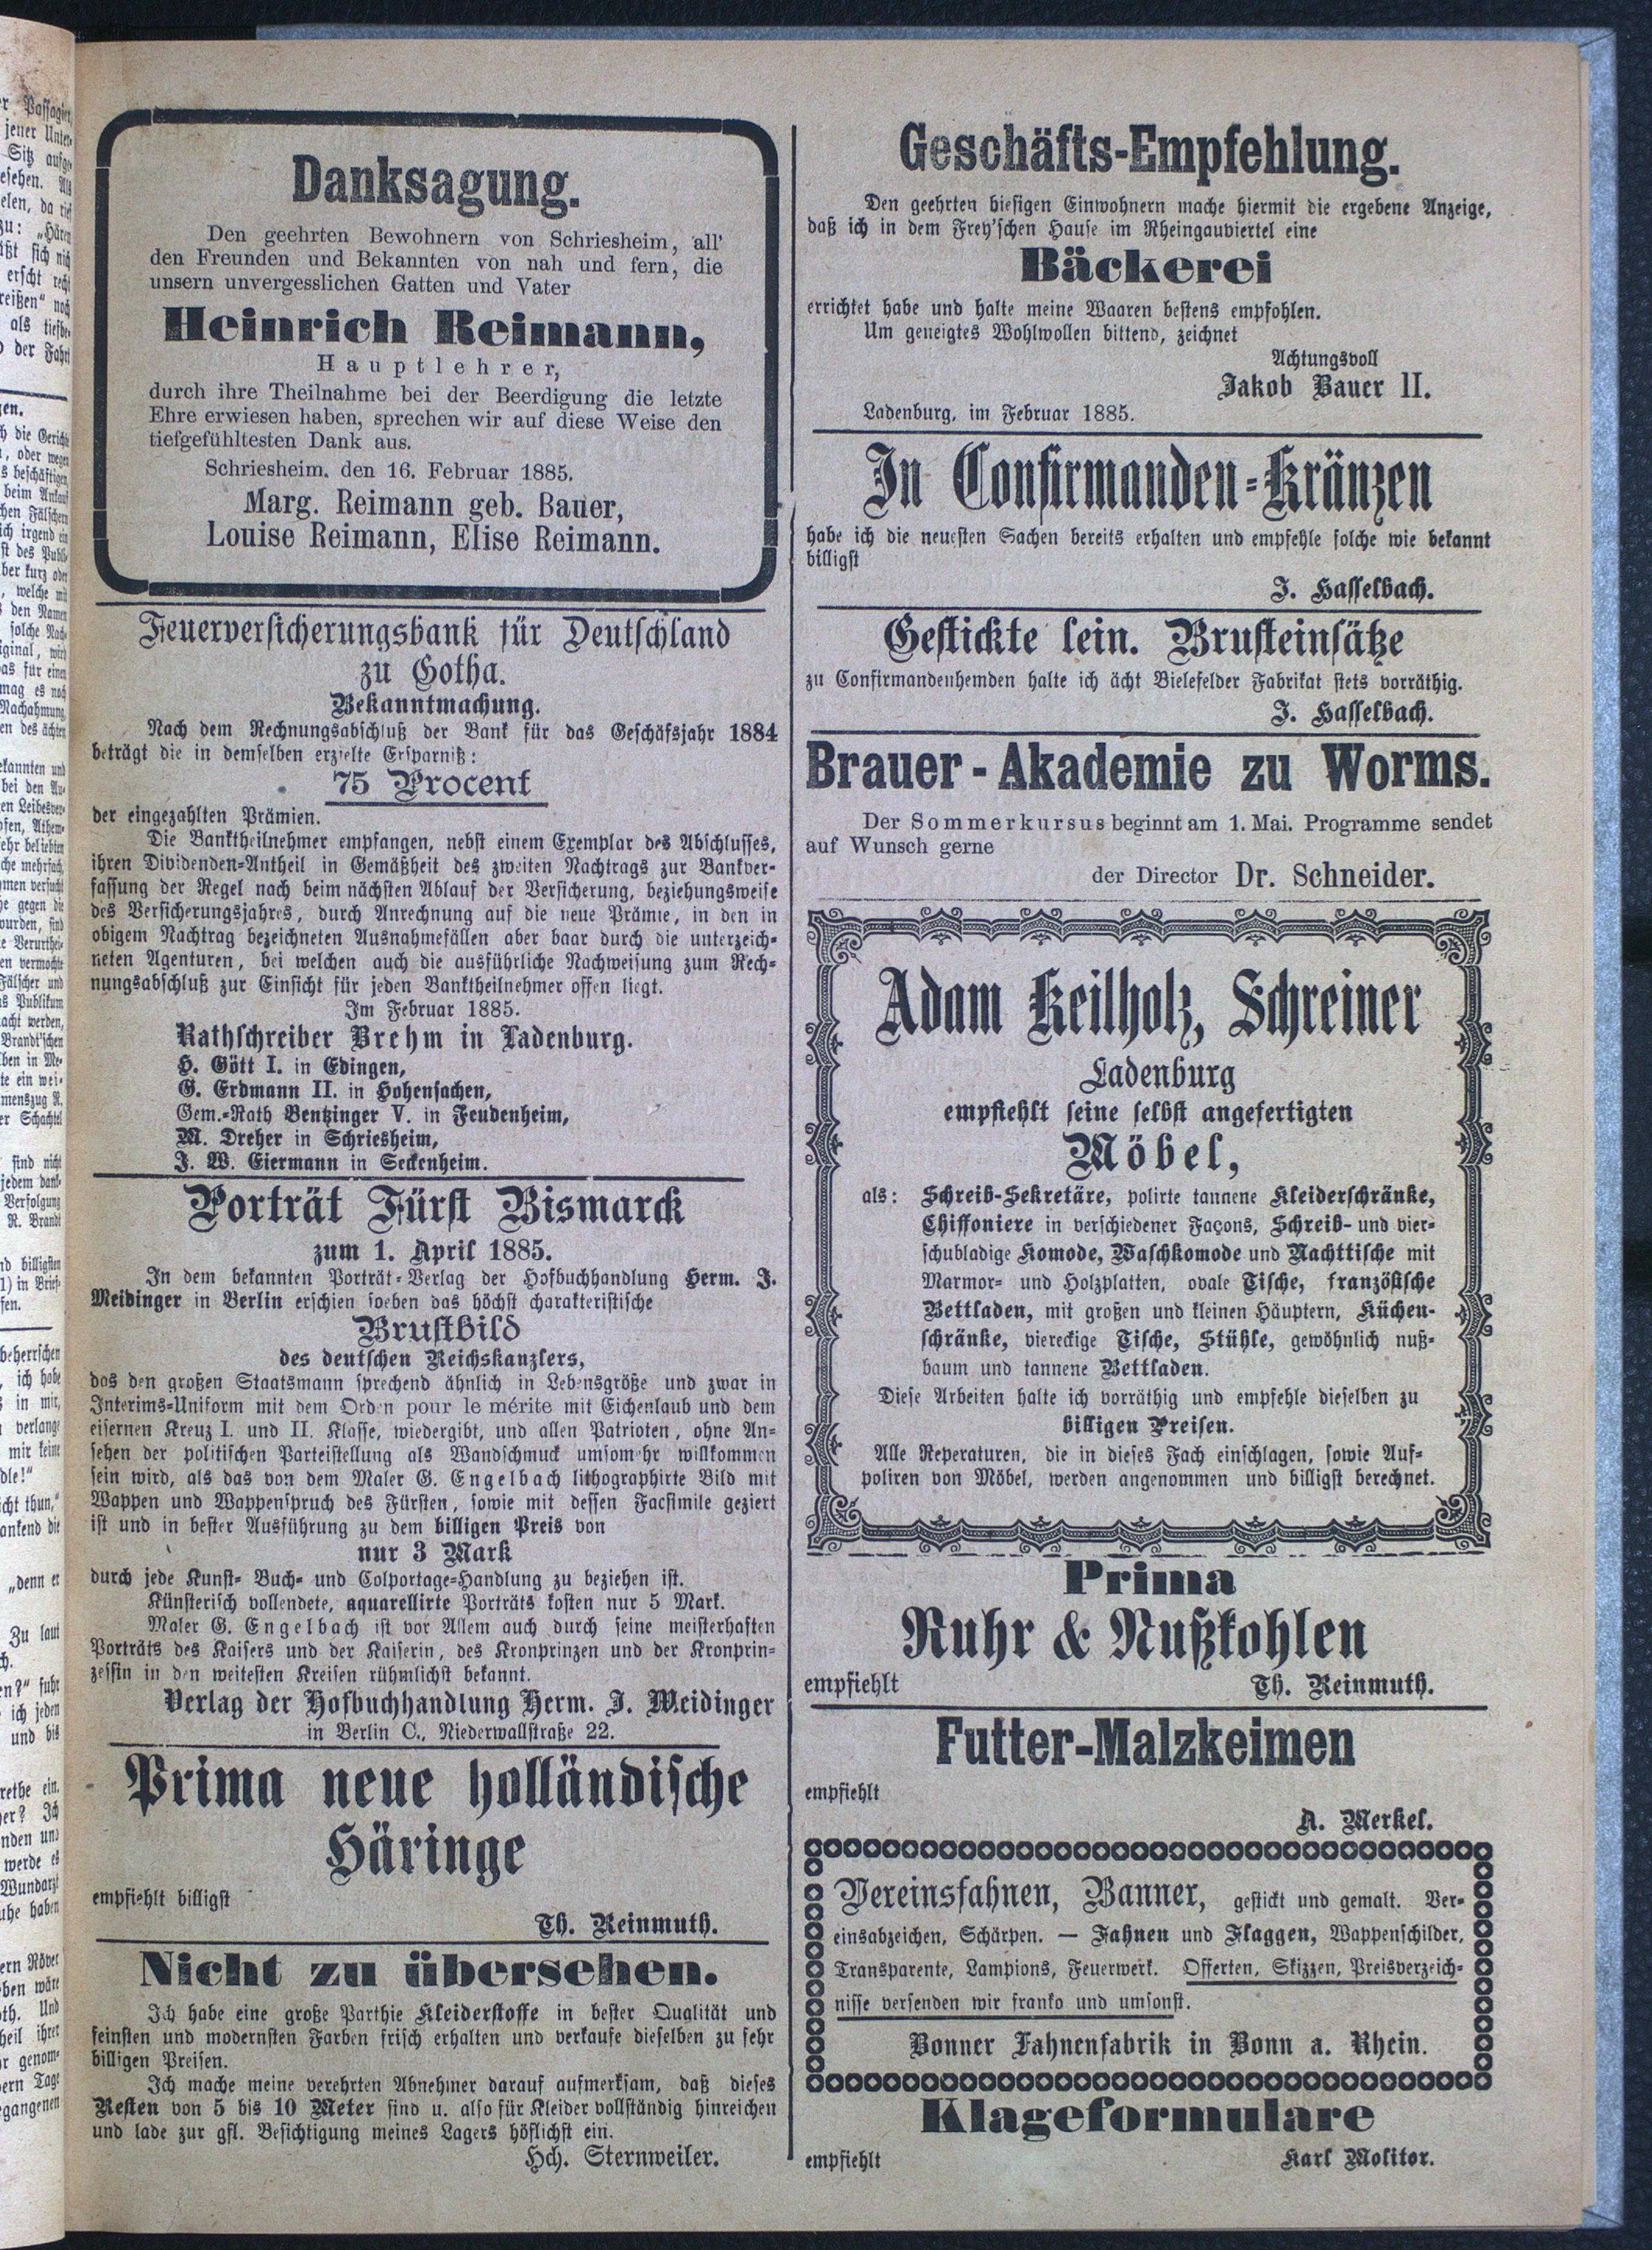 Danksagung.
Den geehrten Bewohnern von Schriesheim, all'
den Freunden und Bekannten von nah und fern, die
unsern unvergesslichen Gatten und Vater
Heinrich Reimann,
Hauptlehrer,
durch ihre Theilnahme bei der Beerdigung die letzte
Ehre erwiesen haben, sprechen wir auf diese Weise den
tiefgefühltesten Dank aus.
Schriesheim, den 16. Februar 1885.
Marg. Reimann geb. Bauer,
Louise Reimann, Elise Reimann.
Feuerversicherungsbank für Deutschland
zu Gotha.
Bekanntmachung.
Nach dem Rechnungsabschluß der Bank für das Geschäfsjahr 1884
beträgt die in demselben erzielte Ersparniß:
75 Procent
der eingezahlten Prämien.
Die Banktheilnehmer empfangen, nebst einem Exemplar des Abschlusses,
ihren Dividenden-Antheil in Gemäßheit des zweiten Nachtrags zur Bankver-
fassung der Regel nach beim nächsten Ablauf der Versicherung, beziehungsweise
des Versicherungsjahres, durch Anrechnung auf die neue Prämie, in den in
obigem Nachtrag bezeichneten Ausnahmefällen aber baar durch die unterzeich-
neten Agenturen, bei welchen auch die ausführliche Nachweisung zum Rech-
nungsabschluß zur Einsicht für jeden Banktheilnehmer offen liegt.
Im Februar 1885.
Rathschreiber Brehm in Ladenburg.
H. Gött I. in Edingen,
G. Erdmann II. in Hohensachen,
Gem.-Rath Bentzinger V. in Feudenheim,
M. Dreher in Schriesheim,
J. W. Eiermann in Seckenheim.
Porträt Fürst Bismarck
zum 1. April 1885.
In dem bekannten Porträt-Verlag der Hofbuchhandlung Herm. J.
Meidinger in Berlin erschien soeben das höchst charakteristische
Brustbild
des deutschen Reichskanzlers,
das den großen Staatsmann sprechend ähnlich in Lebensgröße und zwar in
Interims-Uniform mit dem Orden pour le mérite mit Eichenlaub und dem
eisernen Kreuz I. und II. Klasse, wiedergibt, und allen Patrioten, ohne An-
sehen der politischen Parteistellung als Wandschmuck umsomehr willkommen
sein wird, als das von dem Maler G. Engelbach lithographirte Bild mit
Wappen und Wappenspruch des Fürsten, sowie mit dessen Facsimile geziert
ist und in bester Ausführung zu dem billigen Preis von
nur 3 Mark
durch jede Kunst- Buch- und Colportage-Handlung zu beziehen ist.
Künsterisch vollendete, aquarellirte Porträts kosten nur 5 Mark.
Maler G. Engelbach ist vor Allem auch durch seine meisterhaften
Porträts des Kaisers und der Kaiserin, des Kronprinzen und der Kronprin-
zessin in den weitesten Kreisen rühmlichst bekannt.
Verlag der Hofbuchhandlung Herm. J. Meidinger
in Berlin C., Niederwallstraße 22.
Prima neue holländische
Häringe
empfiehlt billigst
Th. Reinmuth.
Nicht zu übersehen.
Ich habe eine große Parthie Kleiderstoffe in bester Qualität und
feinsten und modernsten Farben frisch erhalten und verkaufe dieselben zu sehr
billigen Preisen.
Ich mache meine verehrten Abnehmer darauf aufmerksam, daß dieses
Resten von 5 bis 10 Meter sind u. also für Kleider vollständig hinreichen
und lade zur gfl. Besichtigung meines Lagers höflichst ein.
Hch. Sternweiler.
Geschäfts-Empfehlung.
Den geehrten hiesigen Einwohnern mache hiermit die ergebene Anzeige,
daß ich in dem Frey'schen Hause im Rheingauviertel eine
Bäckerei
errichtet habe und halte meine Waaren bestens empfohlen.
Um geneigtes Wohlwollen bittend, zeichnet
Achtungsvoll
Jakob Bauer II.
Ladenburg, im Februar 1885.
In Confirmanden-Kränzen
habe ich die neuesten Sachen bereits erhalten und empfehle solche wie bekannt
billigst
J. Hasselbach.
Gestickte lein. Brusteinsätze
zu Confirmandenhemden halte ich ächt Bielefelder Fabrikat stets vorräthig.
J. Hasselbach.
Brauer-Akademie zu Worms.
Der Sommerkursus beginnt am 1. Mai. Programme sendet
auf Wunsch gerne
der Director Dr. Schneider.
Adam Keilholz, Schreiner
Ladenburg
empfiehlt seine selbst angefertigten
Möbel,
als: Schreib-Sekretäre, polirte tannene Kleiderschränke,
Chiffoniere in verschiedener Façons, Schreib- und vier-
schubladige Komode, Waschkomode und Nachttische mit
Marmor- und Holzplatten, ovale Tische, französische
Bettladen, mit großen und kleinen Häuptern, Küchen-
schränke, viereckige Tische, Stühle, gewöhnlich nuß-
baum und tannene Bettladen.
Diese Arbeiten halte ich vorräthig und empfehle dieselben zu
billigen Preisen.
Alle Reperaturen, die in dieses Fach einschlagen, sowie Auf-
poliren von Möbel, werden angenommen und billigst berechnet.
Prima
Ruhr & Nußkohlen
empfiehlt Th. Reinmuth.
Futter-Malzkeimen
empfiehlt
A. Merkel.
Vereinsfahnen, Banner, gestickt und gemalt. Ver-
einsabzeichen, Schärpen. — Fahnen und Flaggen, Wappenschilder,
Transparente, Lampions, Feuerwerk. Offerten, Skizzen, Preisverzeich-
nisse versenden wir franko und umsonst.
Bonner Fahnenfabrik in Bonn a. Rhein.
Klageformulare
empfiehlt Karl Molitor.